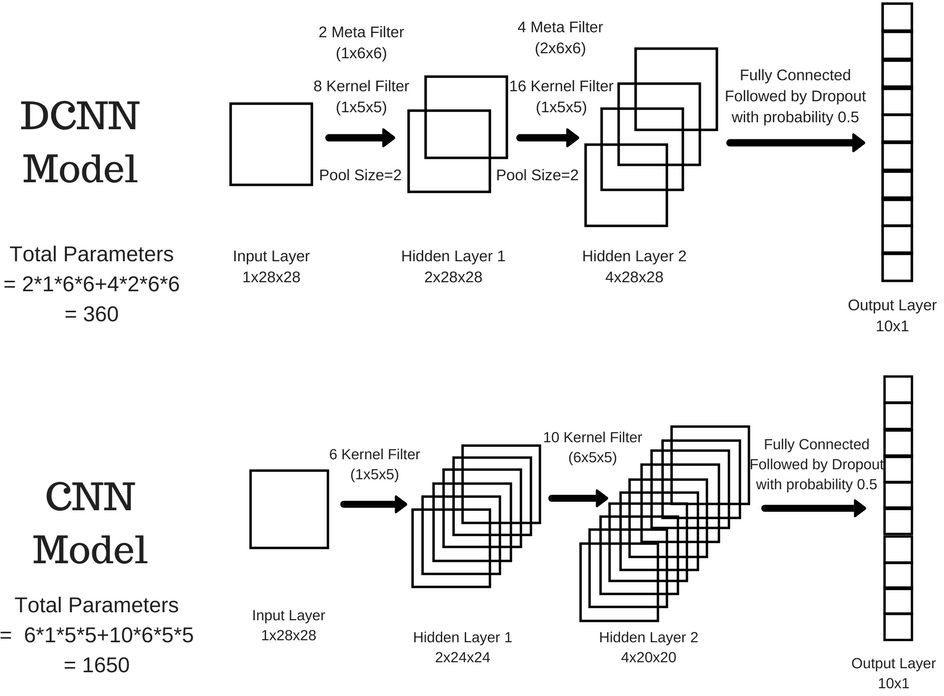 DCNN
Model
Total Parameters
= 2*1*6*6+4*2*6*6
= 360
2 Meta Filter
(1x6x6)
8 Kernel Filter
(1x5x5)
Pool Size=2
4 Meta Filter
(2x6x6)
16 Kernel Filter
(1x5x5)
Pool Size=2
Fully Connected
Followed by Dropout
with probability 0.5
Input Layer
1x28x28
Hidden Layer 1
2x28x28
Hidden Layer 2
4x28x28
Output Layer
10x1
CNN
Model
Total Parameters
= 6*1*5*5+10*6*5*5
= 1650
6 Kernel Filter
(1x5x5)
10 Kernel Filter
(6x5x5)
Fully Connected
Followed by Dropout
with probability 0.5
Input Layer
1x28x28
Hidden Layer 1
2x24x24
Hidden Layer 2
4x20x20
Output Layer
10x1